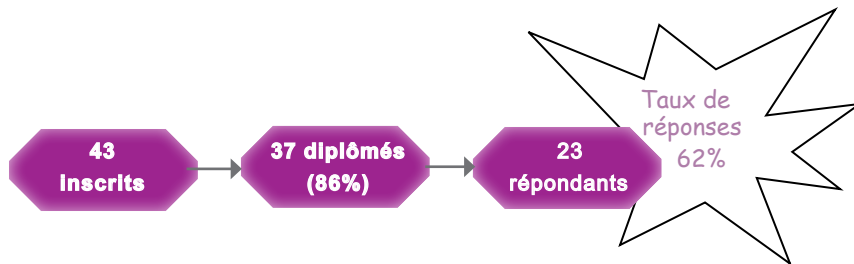 43
inscrits
37 diplômés
(86%)
23
répondants
Taux de
réponses
62%